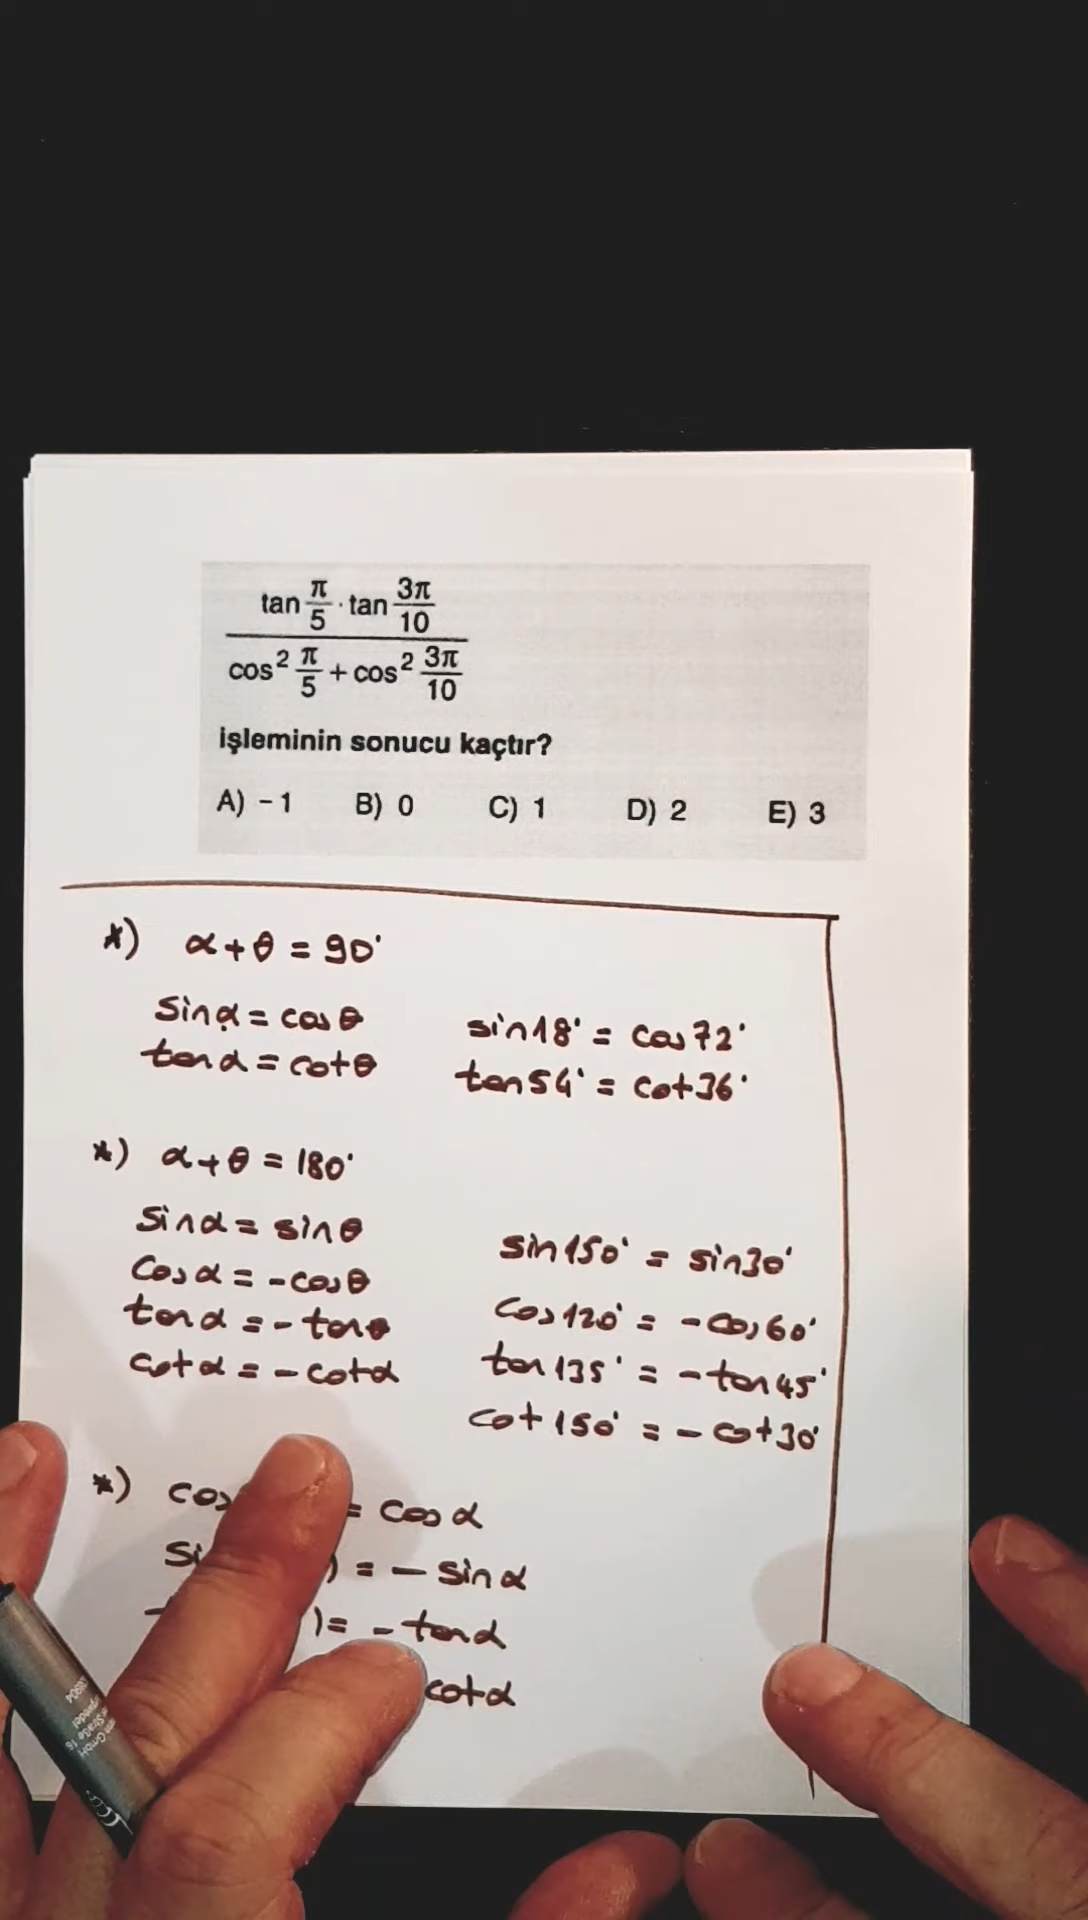 tan π/5 · tan 3π/10
cos² π/5 + cos² 3π/10
işleminin sonucu kaçtır?
A) -1 B) 0 C) 1 D) 2 E) 3
*) α + θ = 90°
sinα = cosθ
tanα = cotθ
sin18° = cos72°
tan54° = cot36°
*) α + θ = 180°
sinα = sinθ
cosα = -cosθ
tanα = -tanθ
cotα = -cotα
sin150° = sin30°
cos120° = -cos60°
tan135° = -tan45°
cot150° = -cot30°
*) cos = cosα
si ) = - sinα
) = - tanα
cotα